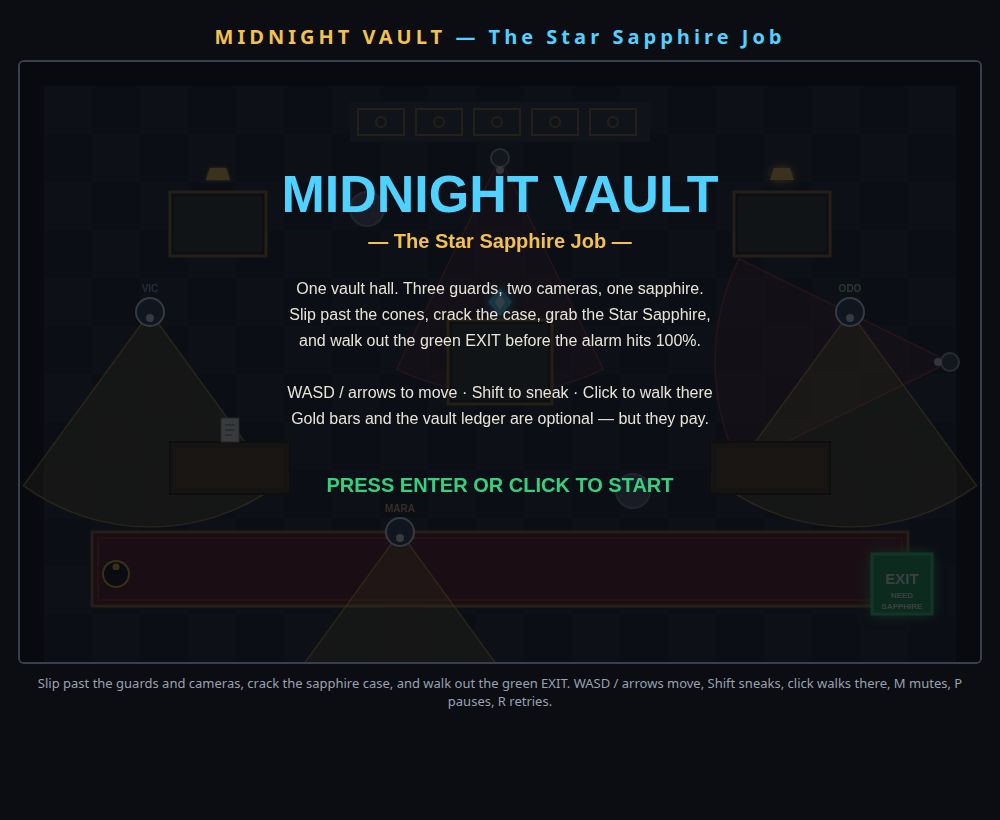 MIDNIGHT VAULT — The Star Sapphire Job
MIDNIGHT VAULT
— The Star Sapphire Job —
One vault hall. Three guards, two cameras, one sapphire.
Slip past the cones, crack the case, grab the Star Sapphire,
and walk out the green EXIT before the alarm hits 100%.
VIC
ODO
WASD / arrows to move · Shift to sneak · Click to walk there
Gold bars and the vault ledger are optional — but they pay.
PRESS ENTER OR CLICK TO START
MARA
EXIT
NEED
SAPPHIRE
Slip past the guards and cameras, crack the sapphire case, and walk out the green EXIT. WASD / arrows move, Shift sneaks, click walks there, M mutes, P
pauses, R retries.